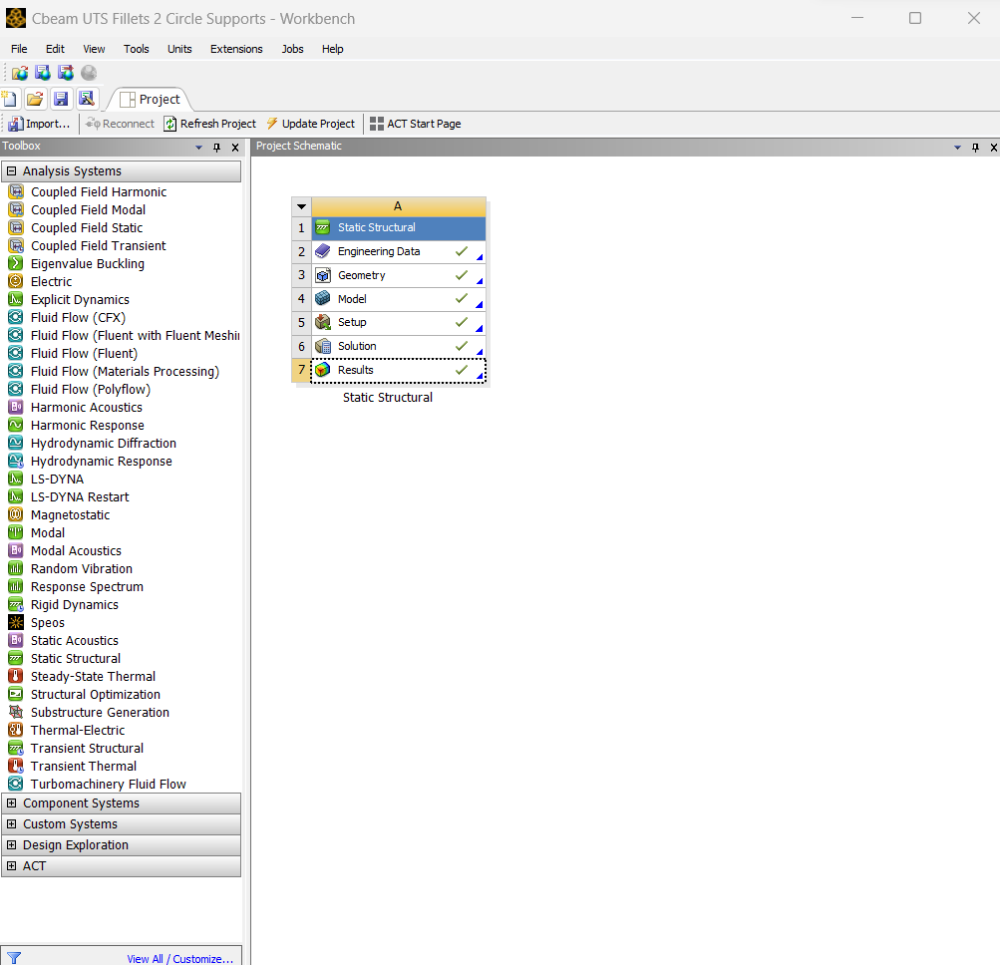 Cbeam UTS Fillets 2 Circle Supports - Workbench
File Edit View Tools Units Extensions Jobs Help
Project
Import... Reconnect Refresh Project Update Project ACT Start Page
Toolbox
Analysis Systems
Coupled Field Harmonic
Coupled Field Modal
Coupled Field Static
Coupled Field Transient
Eigenvalue Buckling
Electric
Explicit Dynamics
Fluid Flow (CFX)
Fluid Flow (Fluent with Fluent Meshi
Fluid Flow (Fluent)
Fluid Flow (Materials Processing)
Fluid Flow (Polyflow)
Harmonic Acoustics
Harmonic Response
Hydrodynamic Diffraction
Hydrodynamic Response
LS-DYNA
LS-DYNA Restart
Magnetostatic
Modal
Modal Acoustics
Random Vibration
Response Spectrum
Rigid Dynamics
Speos
Static Acoustics
Static Structural
Steady-State Thermal
Structural Optimization
Substructure Generation
Thermal-Electric
Transient Structural
Transient Thermal
Turbomachinery Fluid Flow
Component Systems
Custom Systems
Design Exploration
ACT
View All / Customize...
Project Schematic
A
1 Static Structural
2 Engineering Data
3 Geometry
4 Model
5 Setup
6 Solution
7 Results
Static Structural